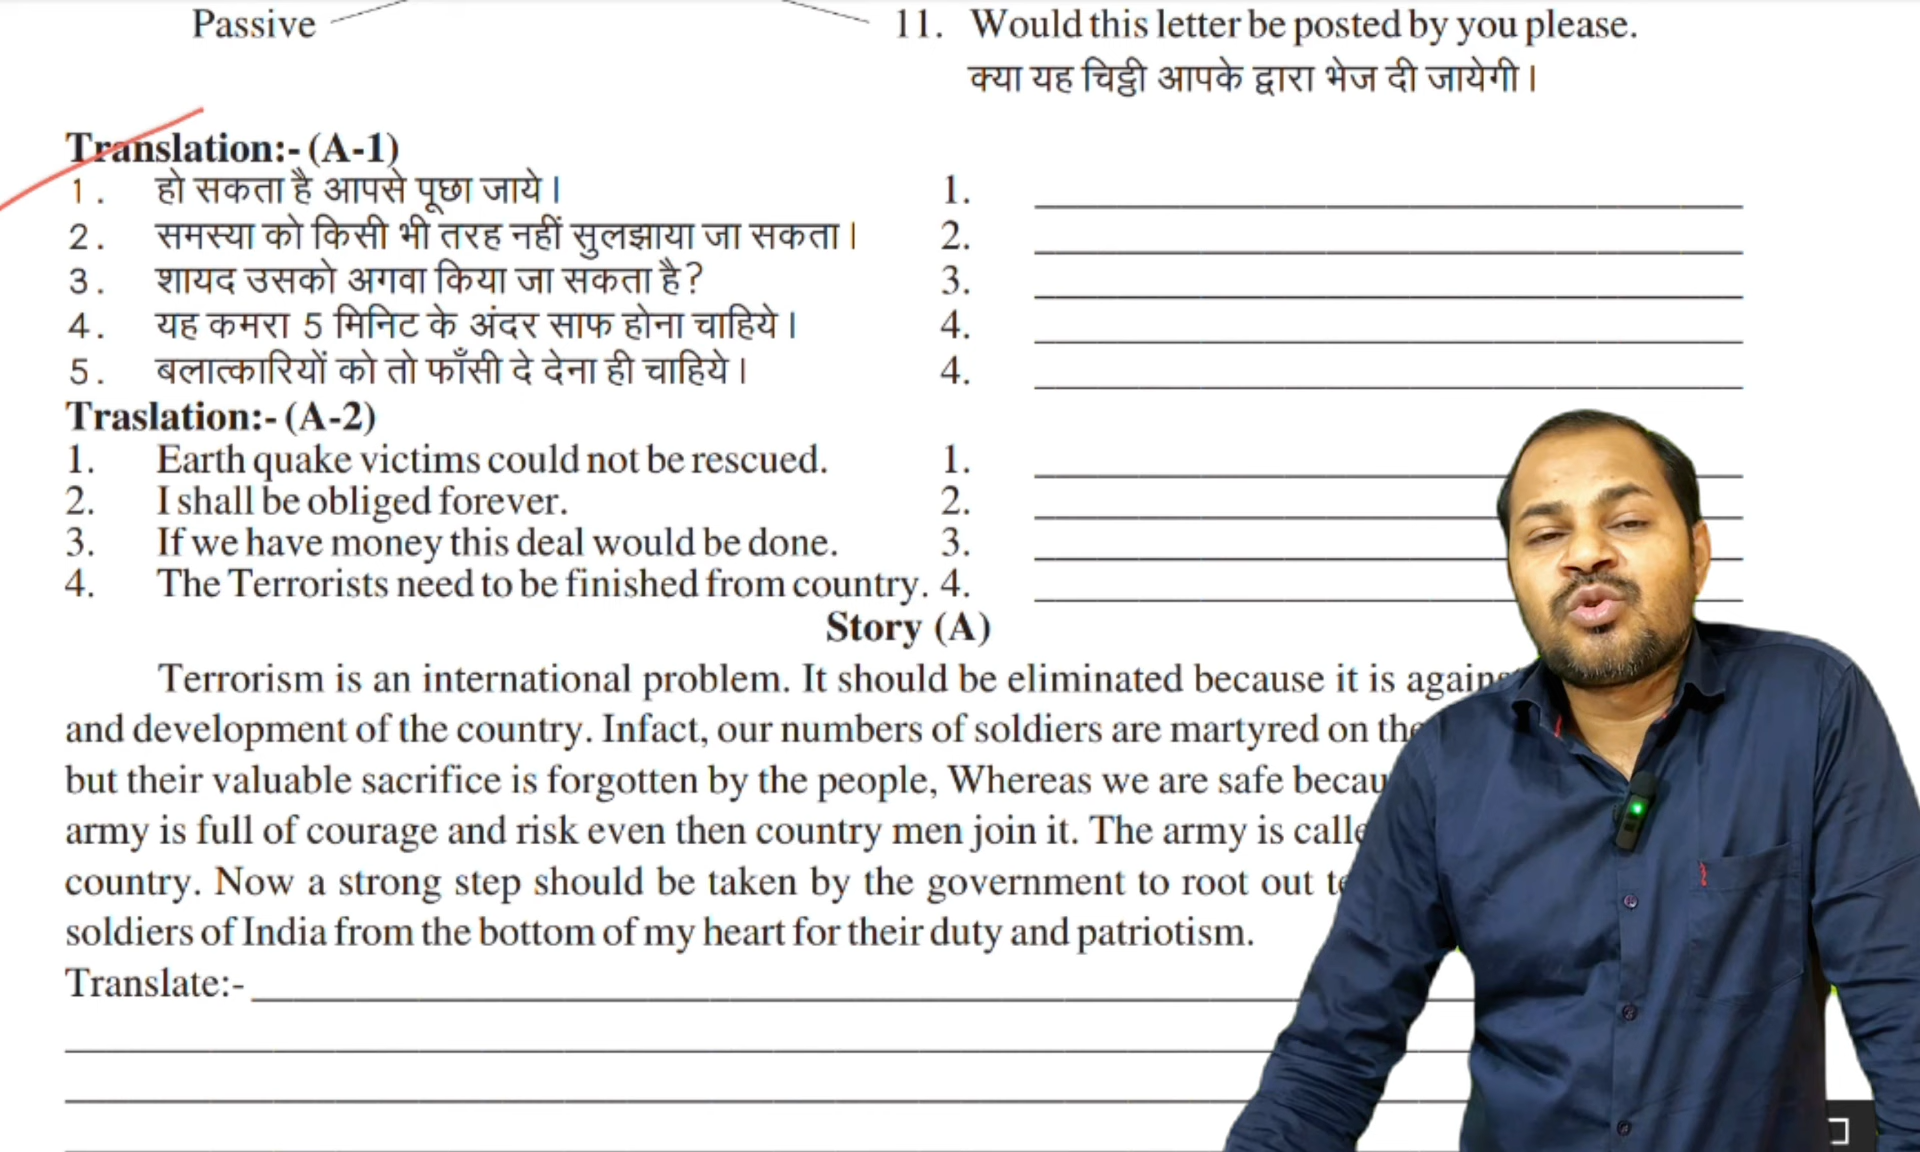 Passive
11. Would this letter be posted by you please.
क्या यह चिट्ठी आपके द्वारा भेज दी जायेगी।
Translation:- (A-1)
1. हो सकता है आपसे पूछा जाये। 1.
2. समस्या को किसी भी तरह नहीं सुलझाया जा सकता। 2.
3. शायद उसको अगवा किया जा सकता है? 3.
4. यह कमरा 5 मिनिट के अंदर साफ होना चाहिये। 4.
5. बलात्कारियों को तो फाँसी दे देना ही चाहिये। 4.
Traslation:- (A-2)
1. Earth quake victims could not be rescued. 1.
2. I shall be obliged forever. 2.
3. If we have money this deal would be done. 3.
4. The Terrorists need to be finished from country. 4.
Story (A)
Terrorism is an international problem. It should be eliminated because it is
and development of the country. Infact, our numbers of soldiers are martyred on
but their valuable sacrifice is forgotten by the people, Whereas we are safe
army is full of courage and risk even then country men join it. The army is
country. Now a strong step should be taken by the government to root out
soldiers of India from the bottom of my heart for their duty and patriotism.
Translate:-